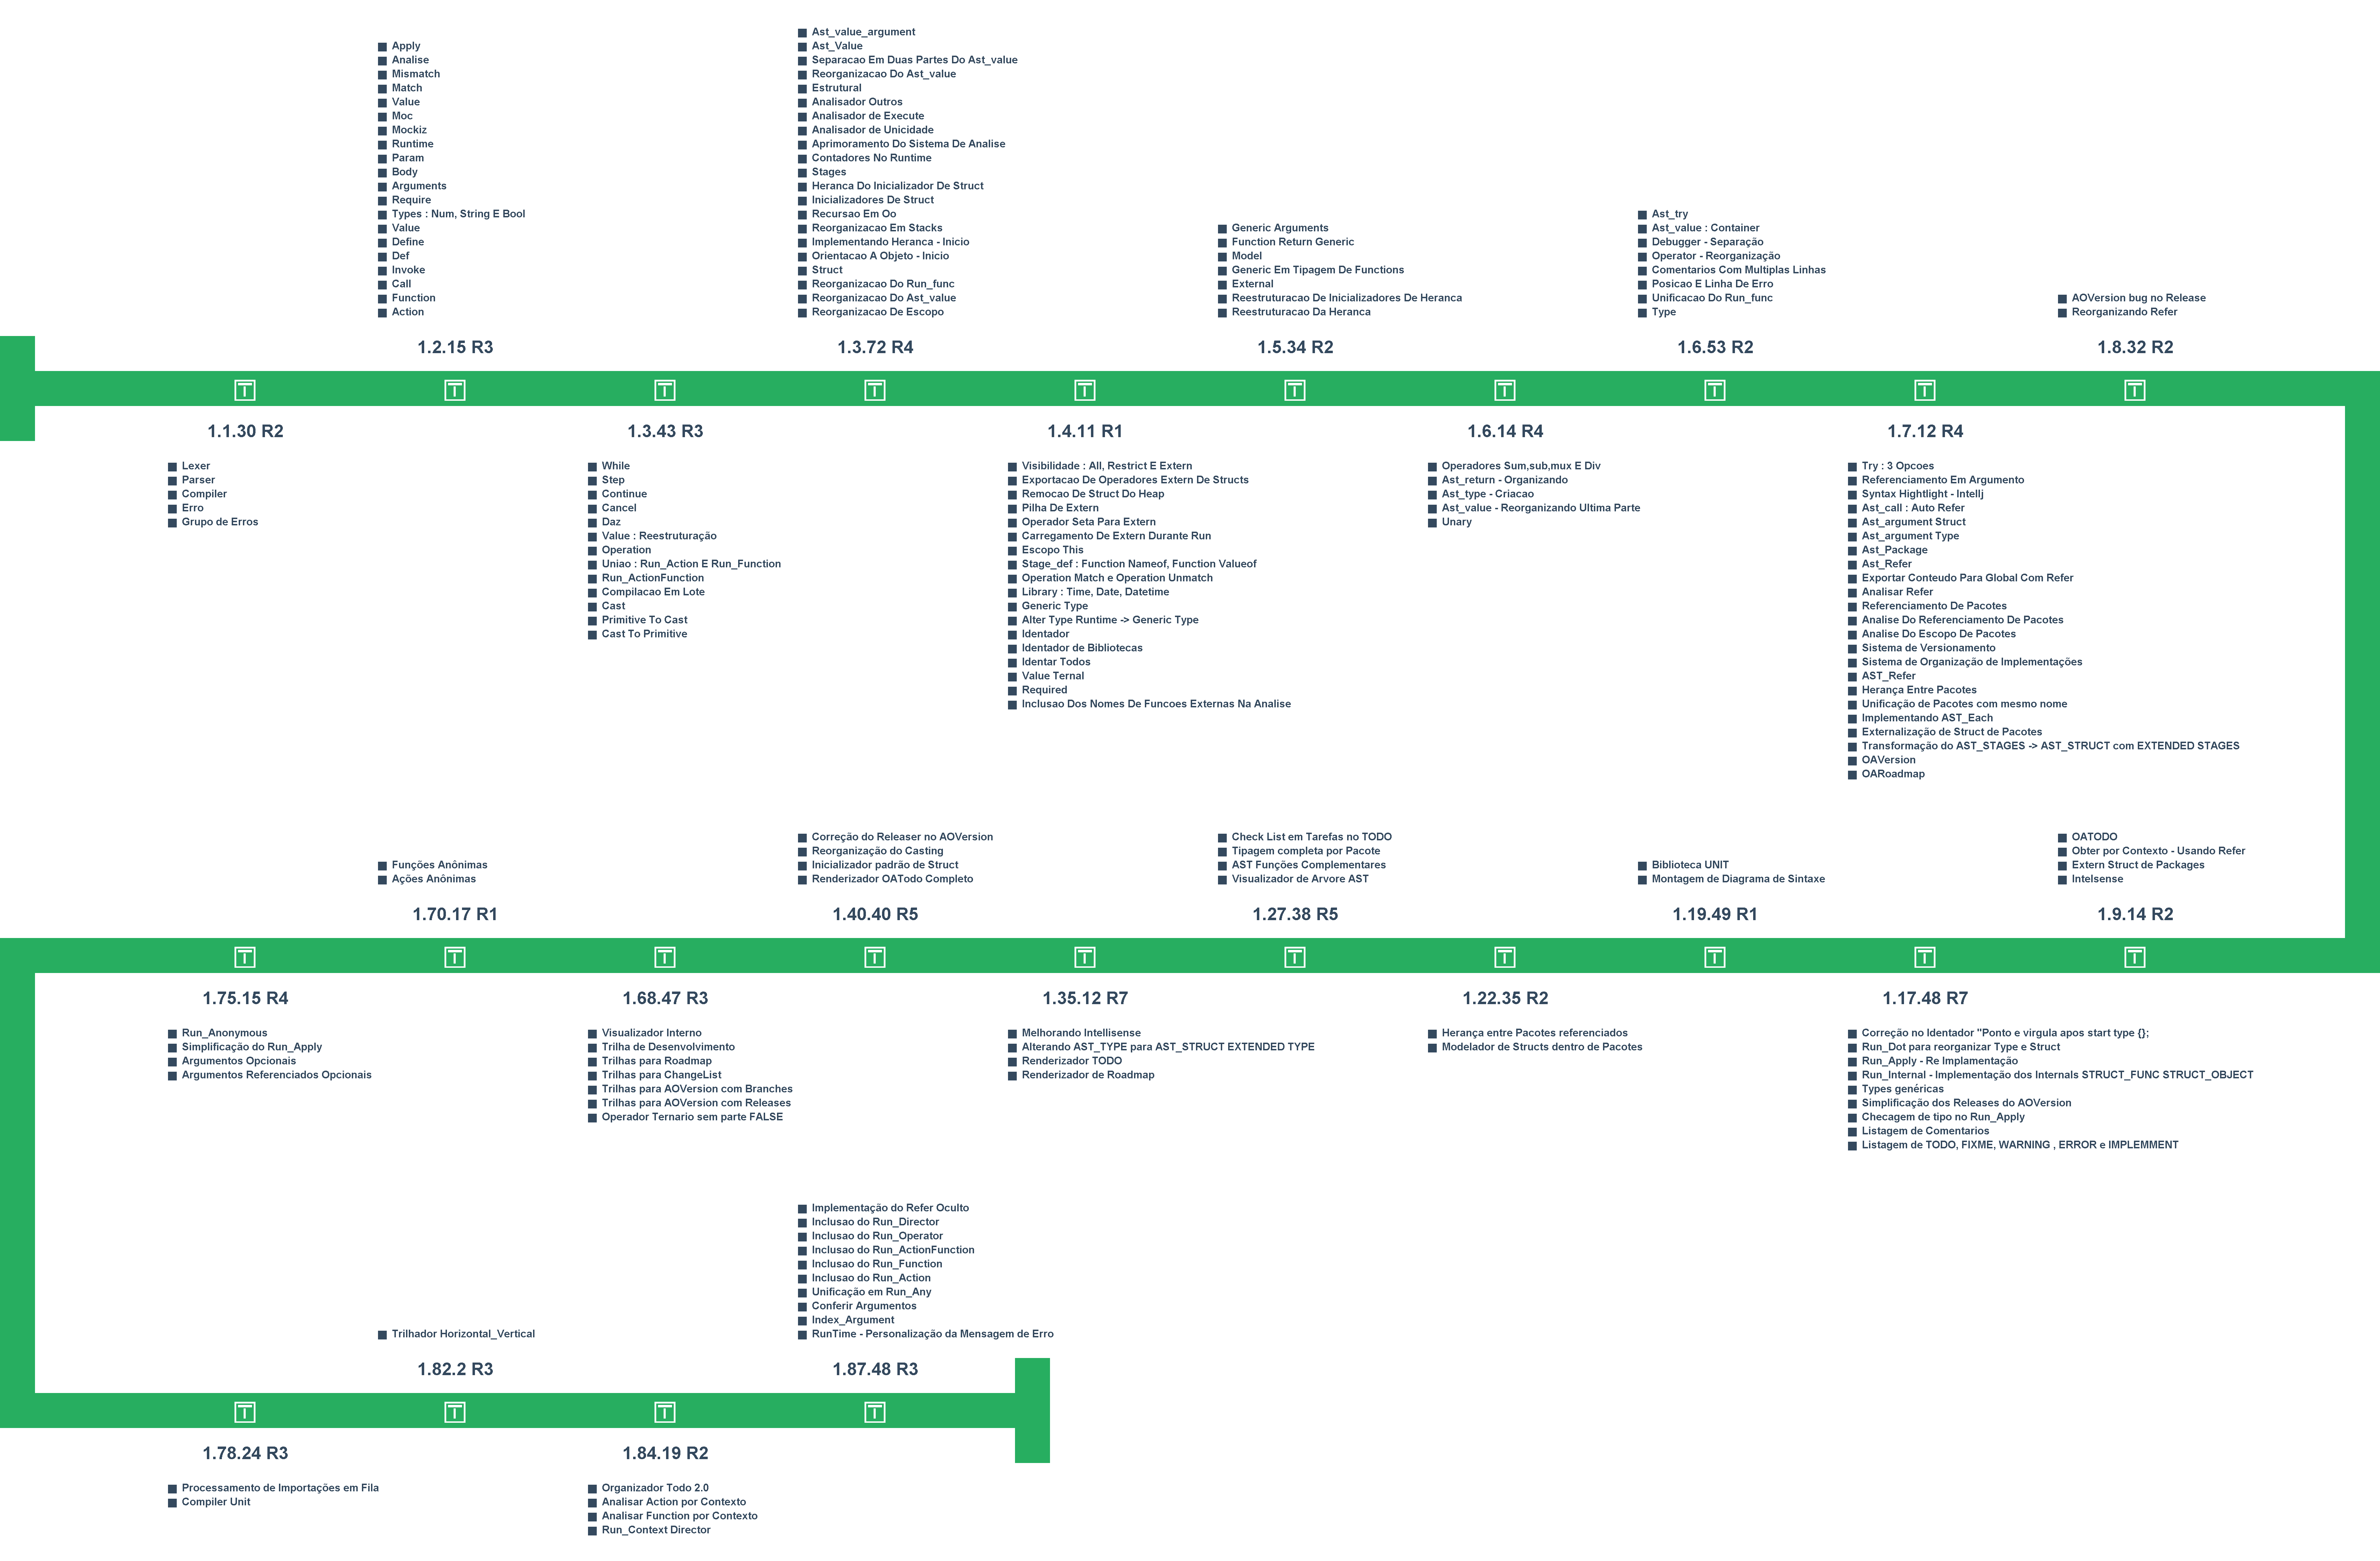 Apply
Analise
Mismatch
Match
Value
Moc
Mockiz
Runtime
Param
Body
Arguments
Require
Types : Num, String E Bool
Value
Define
Def
Invoke
Call
Function
Action
1.2.15 R3
Ast_value_argument
Ast_Value
Separacao Em Duas Partes Do Ast_value
Reorganizacao Do Ast_value
Estrutural
Analisador Outros
Analisador de Execute
Analisador de Unicidade
Aprimoramento Do Sistema De Analise
Contadores No Runtime
Stages
Heranca Do Inicializador De Struct
Inicializadores De Struct
Recursao Em Oo
Reorganizacao Em Stacks
Implementando Heranca - Inicio
Orientacao A Objeto - Inicio
Struct
Reorganizacao Do Run_func
Reorganizacao Do Ast_value
Reorganizacao De Escopo
1.3.72 R4
Generic Arguments
Function Return Generic
Model
Generic Em Tipagem De Functions
External
Reestruturacao De Inicializadores De Heranca
Reestruturacao Da Heranca
1.5.34 R2
Ast_try
Ast_value : Container
Debugger - Separação
Operator - Reorganização
Comentarios Com Multiplas Linhas
Posicao E Linha De Erro
Unificacao Do Run_func
Type
1.6.53 R2
AOVersion bug no Release
Reorganizando Refer
1.8.32 R2
1.1.30 R2
Lexer
Parser
Compiler
Erro
Grupo de Erros
1.3.43 R3
While
Step
Continue
Cancel
Daz
Value : Reestruturação
Operation
Uniao : Run_Action E Run_Function
Run_ActionFunction
Compilacao Em Lote
Cast
Primitive To Cast
Cast To Primitive
1.4.11 R1
Visibilidade : All, Restrict E Extern
Exportacao De Operadores Extern De Structs
Remocao De Struct Do Heap
Pilha De Extern
Operador Seta Para Extern
Carregamento De Extern Durante Run
Escopo This
Stage_def : Function Nameof, Function Valueof
Operation Match e Operation Unmatch
Library : Time, Date, Datetime
Generic Type
Alter Type Runtime -> Generic Type
Identador
Identador de Bibliotecas
Identar Todos
Value Ternal
Required
Inclusao Dos Nomes De Funcoes Externas Na Analise
1.6.14 R4
Operadores Sum,sub,mux E Div
Ast_return - Organizando
Ast_type - Criacao
Ast_value - Reorganizando Ultima Parte
Unary
1.7.12 R4
Try : 3 Opcoes
Referenciamento Em Argumento
Syntax Hightlight - Intellj
Ast_call : Auto Refer
Ast_argument Struct
Ast_argument Type
Ast_Package
Ast_Refer
Exportar Conteudo Para Global Com Refer
Analisar Refer
Referenciamento De Pacotes
Analise Do Referenciamento De Pacotes
Analise Do Escopo De Pacotes
Sistema de Versionamento
Sistema de Organização de Implementações
AST_Refer
Herança Entre Pacotes
Unificação de Pacotes com mesmo nome
Implementando AST_Each
Externalização de Struct de Pacotes
Transformação do AST_STAGES -> AST_STRUCT com EXTENDED STAGES
OAVersion
OARoadmap
Funções Anônimas
Ações Anônimas
1.70.17 R1
Correção do Releaser no AOVersion
Reorganização do Casting
Inicializador padrão de Struct
Renderizador OATodo Completo
1.40.40 R5
Check List em Tarefas no TODO
Tipagem completa por Pacote
AST Funções Complementares
Visualizador de Arvore AST
1.27.38 R5
Biblioteca UNIT
Montagem de Diagrama de Sintaxe
1.19.49 R1
OATODO
Obter por Contexto - Usando Refer
Extern Struct de Packages
Intelsense
1.9.14 R2
1.75.15 R4
Run_Anonymous
Simplificação do Run_Apply
Argumentos Opcionais
Argumentos Referenciados Opcionais
1.68.47 R3
Visualizador Interno
Trilha de Desenvolvimento
Trilhas para Roadmap
Trilhas para ChangeList
Trilhas para AOVersion com Branches
Trilhas para AOVersion com Releases
Operador Ternario sem parte FALSE
1.35.12 R7
Melhorando Intellisense
Alterando AST_TYPE para AST_STRUCT EXTENDED TYPE
Renderizador TODO
Renderizador de Roadmap
1.22.35 R2
Herança entre Pacotes referenciados
Modelador de Structs dentro de Pacotes
1.17.48 R7
Correção no Identador "Ponto e virgula apos start type {};
Run_Dot para reorganizar Type e Struct
Run_Apply - Re Implamentação
Run_Internal - Implementação dos Internals STRUCT_FUNC STRUCT_OBJECT
Types genéricas
Simplificação dos Releases do AOVersion
Checagem de tipo no Run_Apply
Listagem de Comentarios
Listagem de TODO, FIXME, WARNING , ERROR e IMPLEMMENT
Trilhador Horizontal_Vertical
1.82.2 R3
Implementação do Refer Oculto
Inclusao do Run_Director
Inclusao do Run_Operator
Inclusao do Run_ActionFunction
Inclusao do Run_Function
Inclusao do Run_Action
Unificação em Run_Any
Conferir Argumentos
Index_Argument
RunTime - Personalização da Mensagem de Erro
1.87.48 R3
1.78.24 R3
Processamento de Importações em Fila
Compiler Unit
1.84.19 R2
Organizador Todo 2.0
Analisar Action por Contexto
Analisar Function por Contexto
Run_Context Director